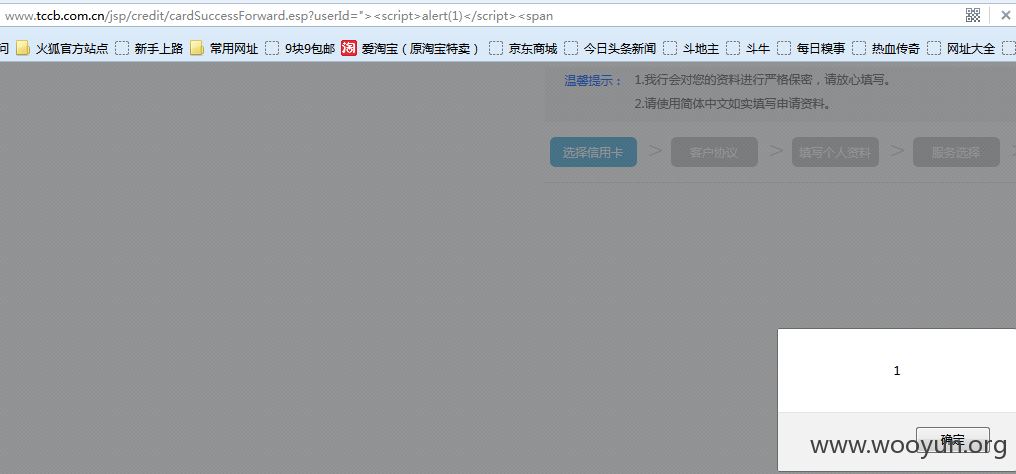 www.tccb.com.cn/jsp/credit/cardSuccessForward.esp?userId="><script>alert(1)</script><span
问 火狐官方站点 新手上路 常用网址 9块9包邮 淘 爱淘宝（原淘宝特卖） 京东商城 今日头条新闻 斗地主 斗牛 每日糗事 热血传奇 网址大全
温馨提示： 1.我行会对您的资料进行严格保密，请放心填写。
2.请使用简体中文如实填写申请资料。
选择信用卡 > 客户协议 > 填写个人资料 > 服务选择 >
1
确定
www.wooyun.org